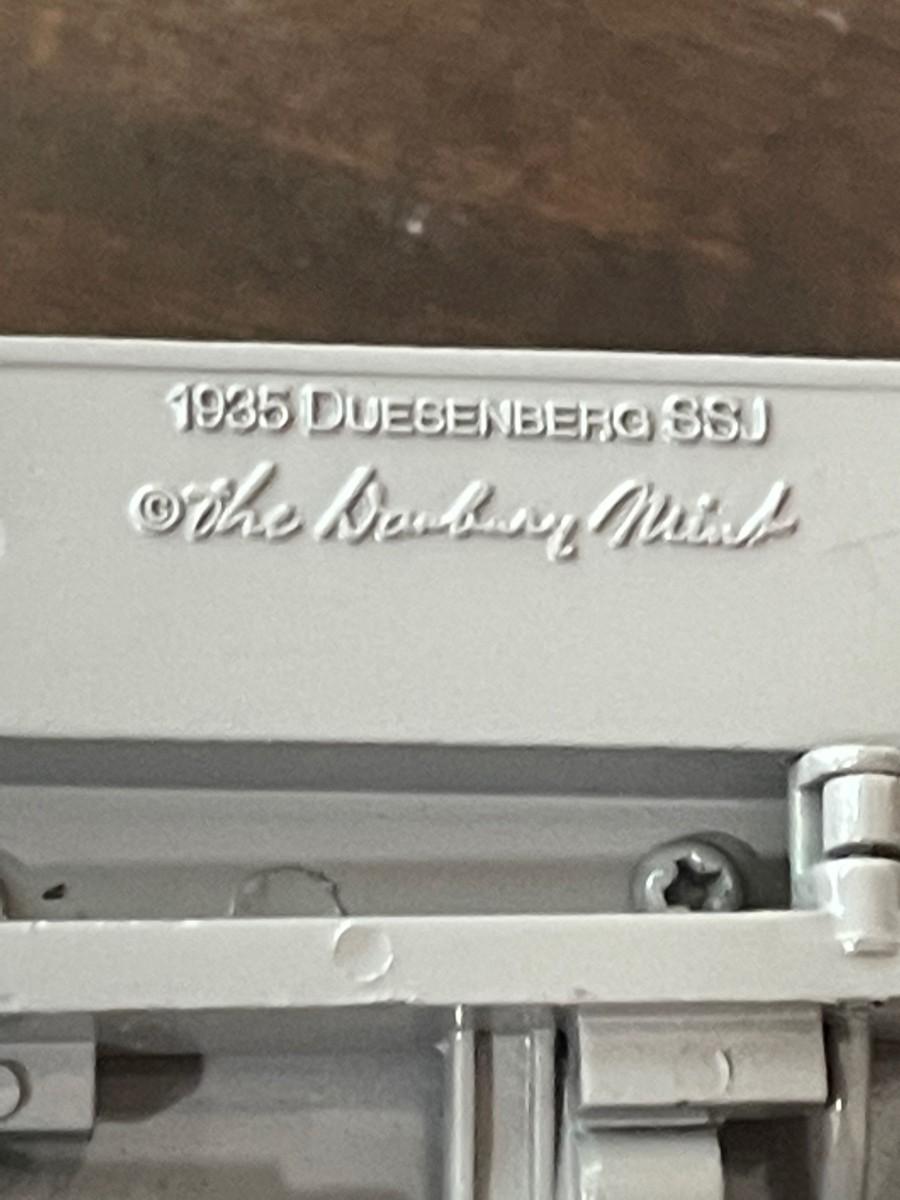 1935 DUESENBERG SSJ
© The Danbury Mint